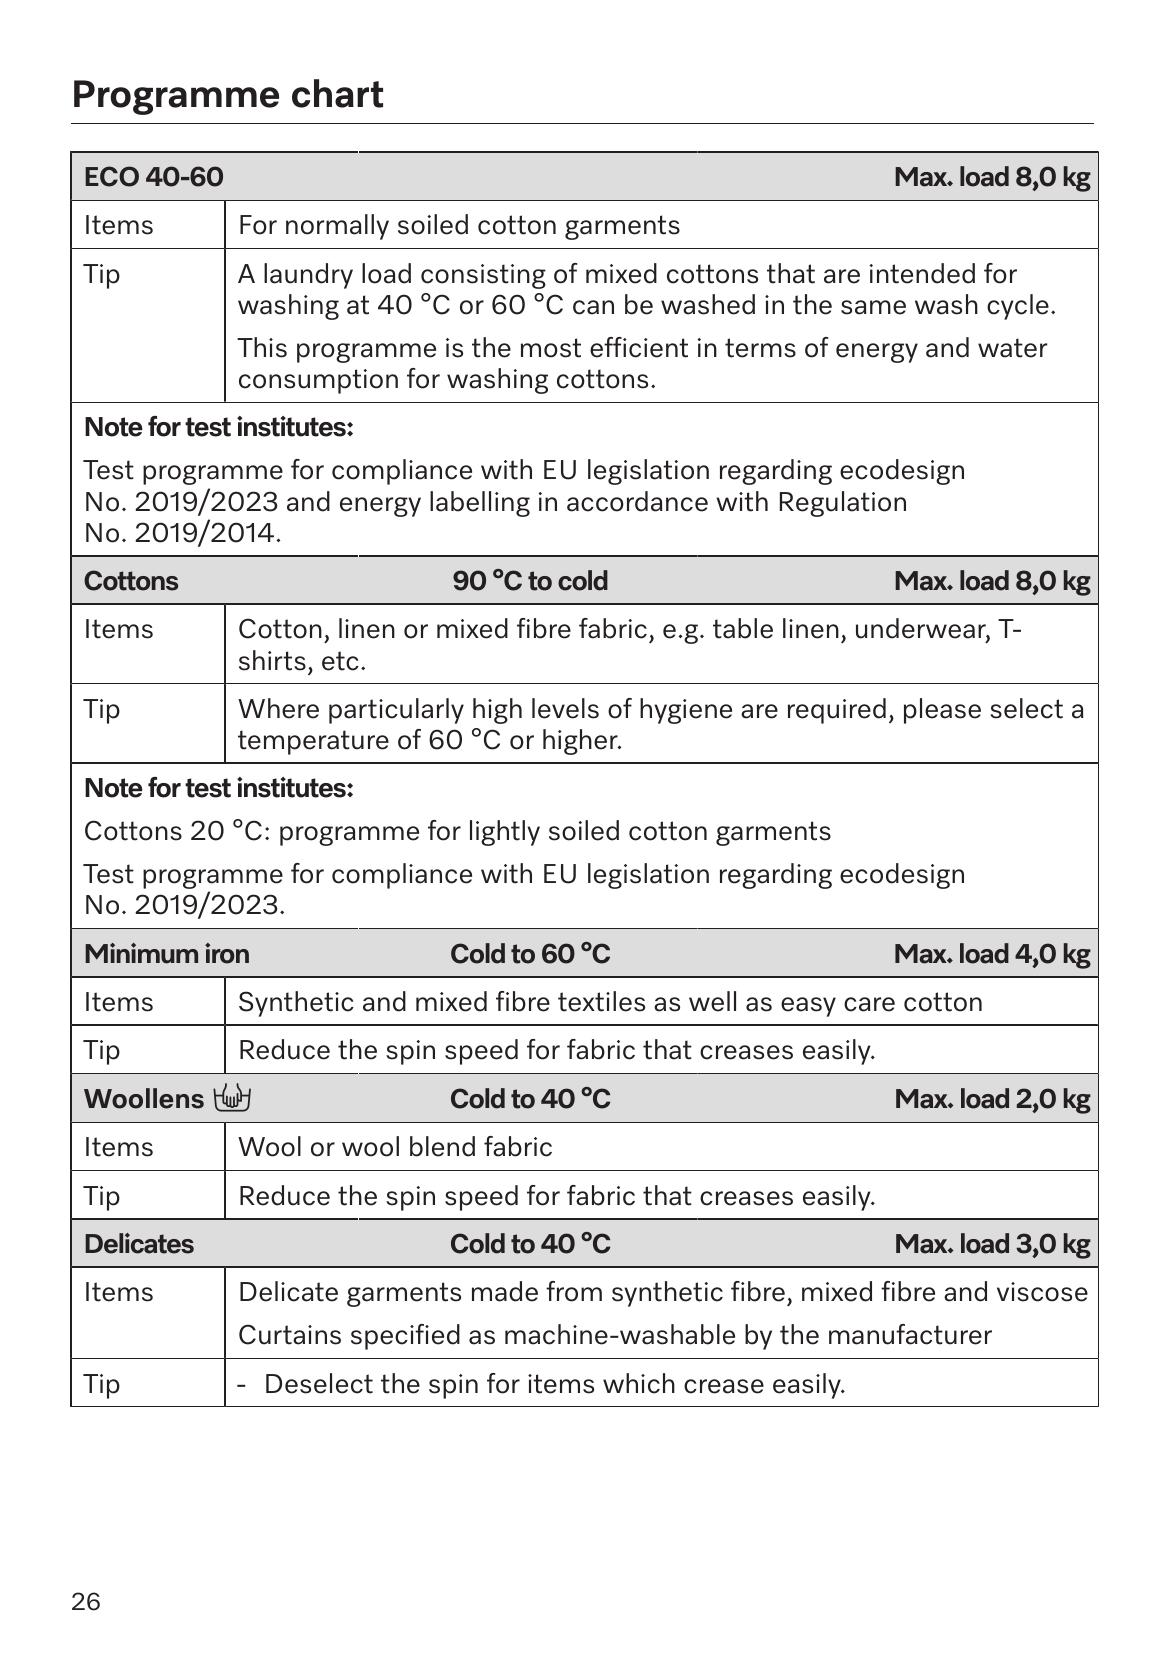 Programme chart
ECO 40-60 Max. load 8,0 kg
Items For normally soiled cotton garments
Tip A laundry load consisting of mixed cottons that are intended for
washing at 40 °C or 60 °C can be washed in the same wash cycle.
This programme is the most efficient in terms of energy and water
consumption for washing cottons.
Note for test institutes:
Test programme for compliance with EU legislation regarding ecodesign
No. 2019/2023 and energy labelling in accordance with Regulation
No. 2019/2014.
Cottons 90 °C to cold Max. load 8,0 kg
Items Cotton, linen or mixed fibre fabric, e.g. table linen, underwear, T-
shirts, etc.
Tip Where particularly high levels of hygiene are required, please select a
temperature of 60 °C or higher.
Note for test institutes:
Cottons 20 °C: programme for lightly soiled cotton garments
Test programme for compliance with EU legislation regarding ecodesign
No. 2019/2023.
Minimum iron Cold to 60 °C Max. load 4,0 kg
Items Synthetic and mixed fibre textiles as well as easy care cotton
Tip Reduce the spin speed for fabric that creases easily.
Woollens Cold to 40 °C Max. load 2,0 kg
Items Wool or wool blend fabric
Tip Reduce the spin speed for fabric that creases easily.
Delicates Cold to 40 °C Max. load 3,0 kg
Items Delicate garments made from synthetic fibre, mixed fibre and viscose
Curtains specified as machine-washable by the manufacturer
Tip - Deselect the spin for items which crease easily.
26